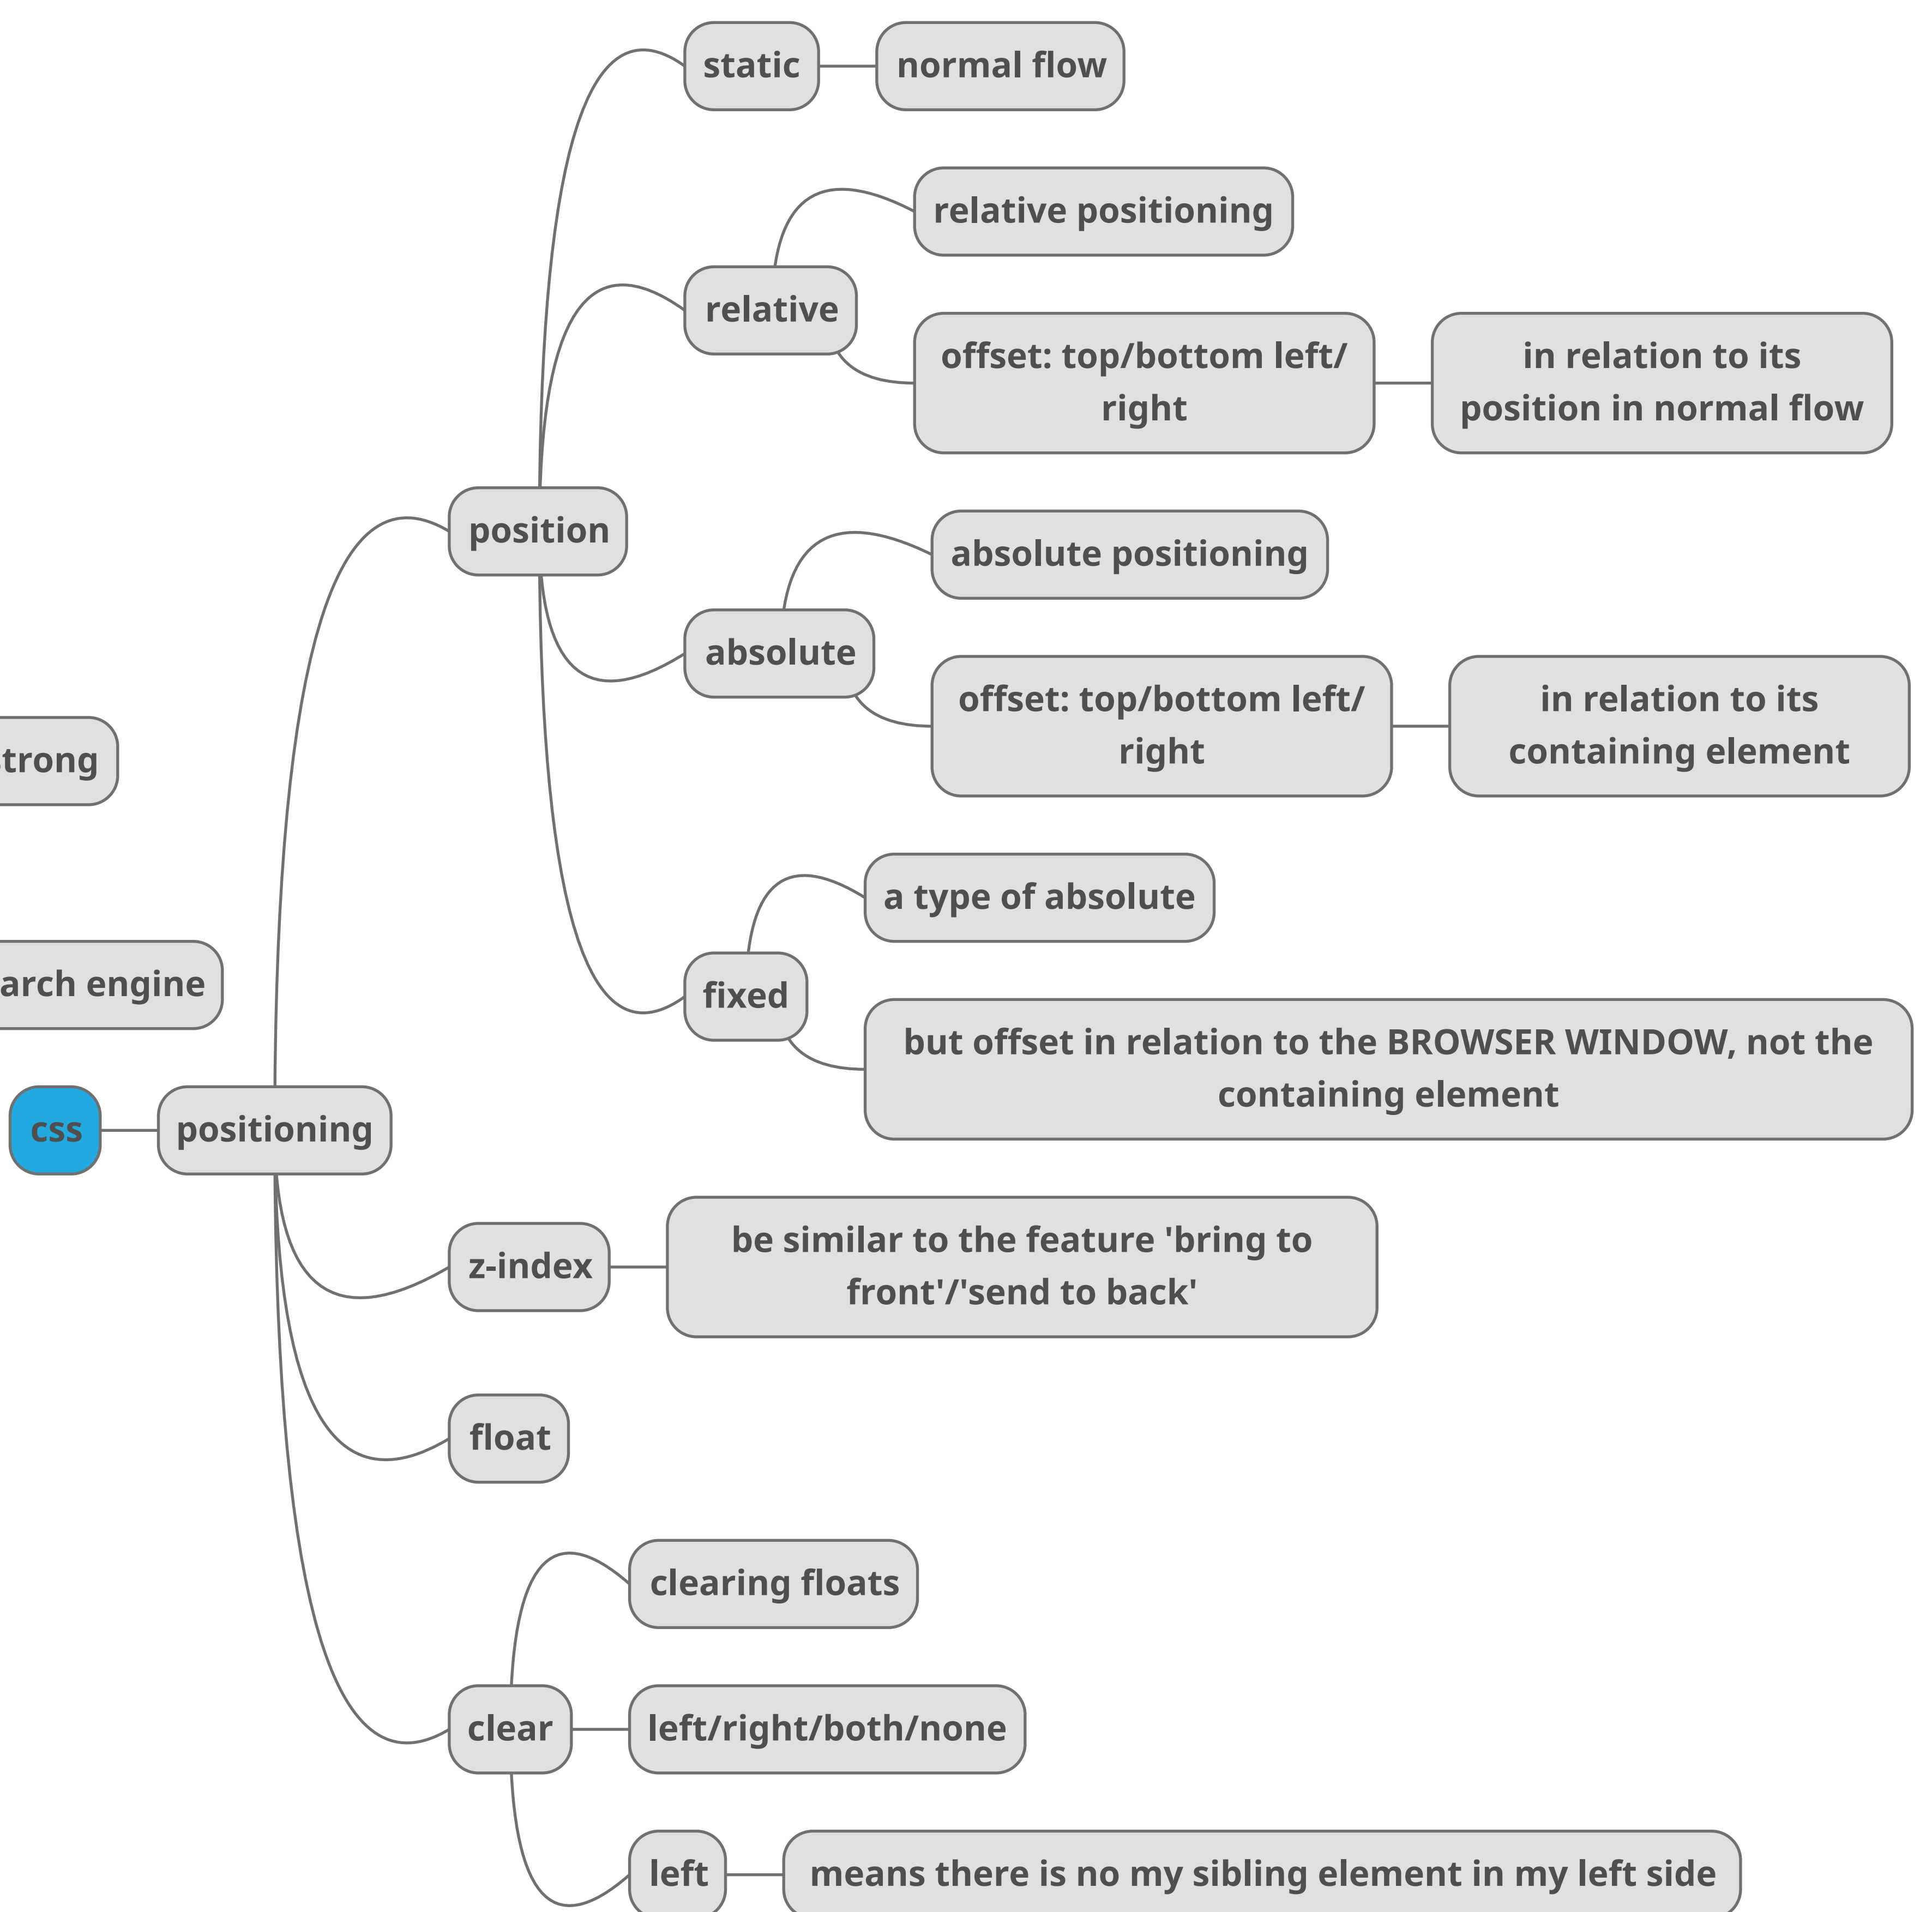 static
normal flow
relative positioning
relative
offset: top/bottom left/
right
in relation to its
position in normal flow
position
absolute positioning
absolute
offset: top/bottom left/
right
in relation to its
containing element
trong
a type of absolute
fixed
but offset in relation to the BROWSER WINDOW, not the
containing element
arch engine
css
positioning
z-index
be similar to the feature 'bring to
front'/'send to back'
float
clearing floats
clear
left/right/both/none
left
means there is no my sibling element in my left side